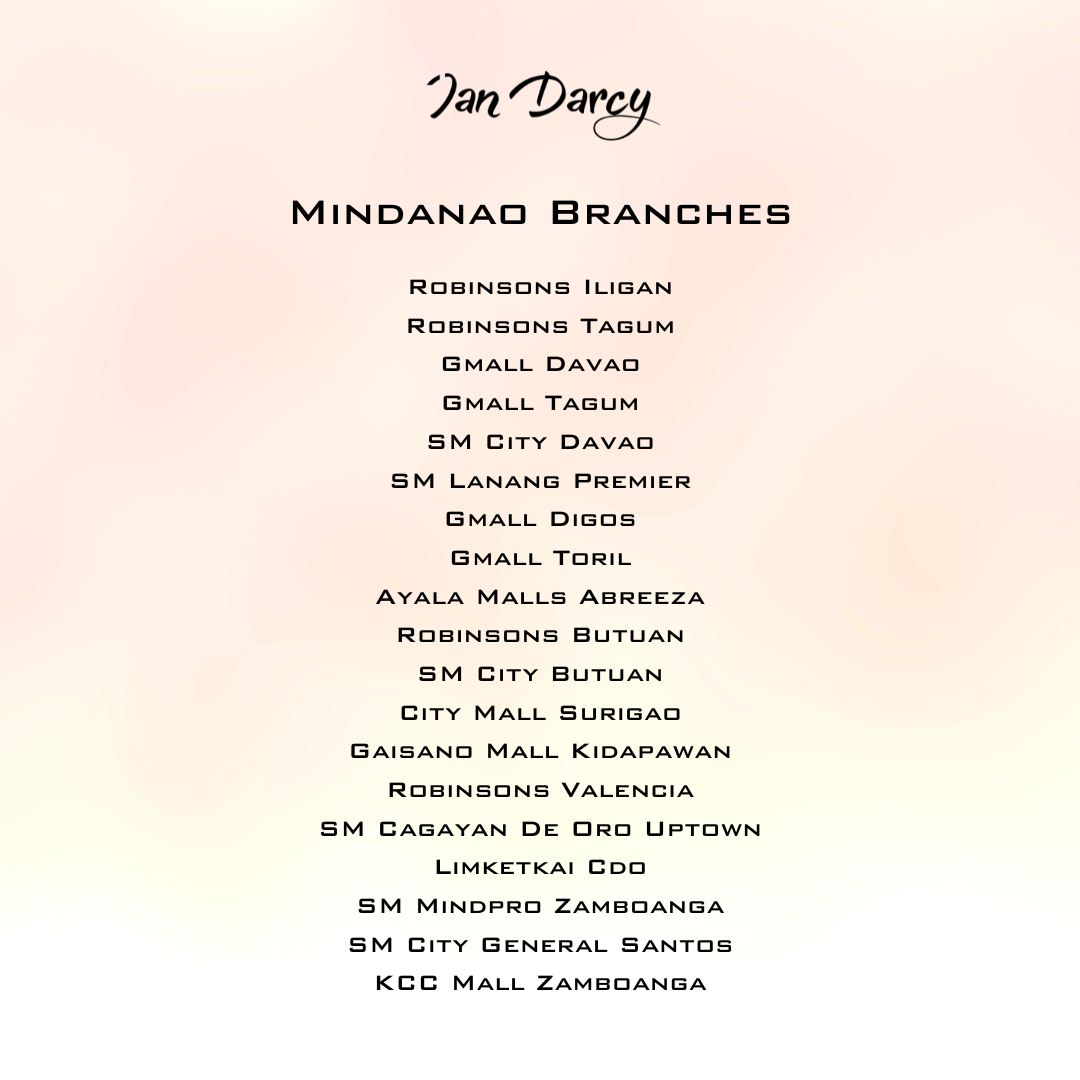 Ian Darcy
Mindanao Branches
Robinsons Iligan
Robinsons Tagum
Gmall Davao
Gmall Tagum
SM City Davao
SM Lanang Premier
Gmall Digos
Gmall Toril
Ayala Malls Abreeza
Robinsons Butuan
SM City Butuan
City Mall Surigao
Gaisano Mall Kidapawan
Robinsons Valencia
SM Cagayan De Oro Uptown
Limketkai Cdo
SM Mindpro Zamboanga
SM City General Santos
KCC Mall Zamboanga